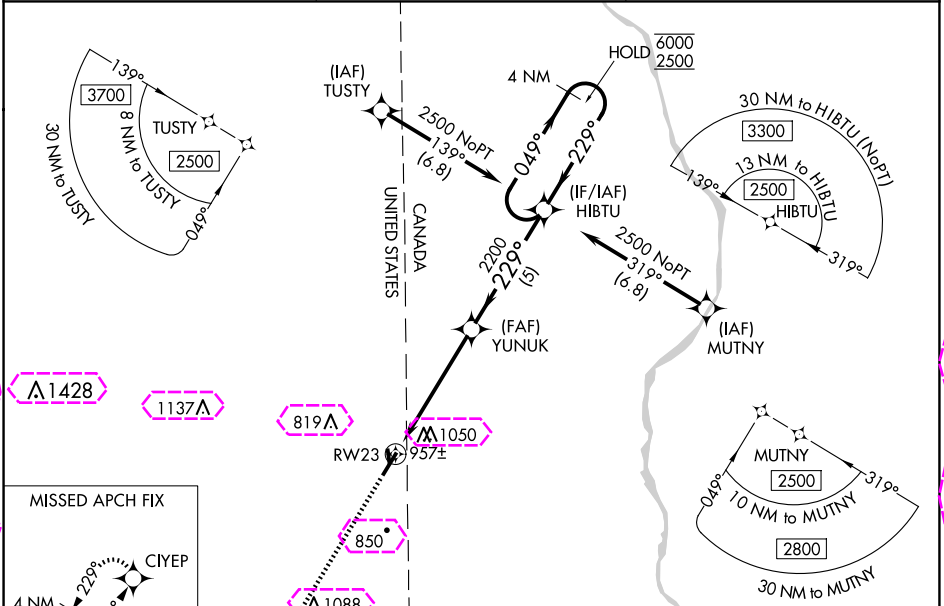 139°
3700
8 NM to TUSTY
30 NM to TUSTY
TUSTY
2500
049°
(IAF)
TUSTY
2500 NoPT
139°
(6.8)
HOLD
6000
2500
4 NM
049°
229°
(IF/IAF)
HIBTU
30 NM to HIBTU (NoPT)
3300
13 NM to HIBTU
2500
139°
HIBTU
319°
CANADA
UNITED STATES
2200
229°
(5)
2500 NoPT
319°
(6.8)
(FAF)
YUNUK
(IAF)
MUTNY
1428
1137
819
1050
RW23
957±
850
1088
MUTNY
2500
049°
319°
10 NM to MUTNY
2800
30 NM to MUTNY
MISSED APCH FIX
CIYEP
229°
4 NM